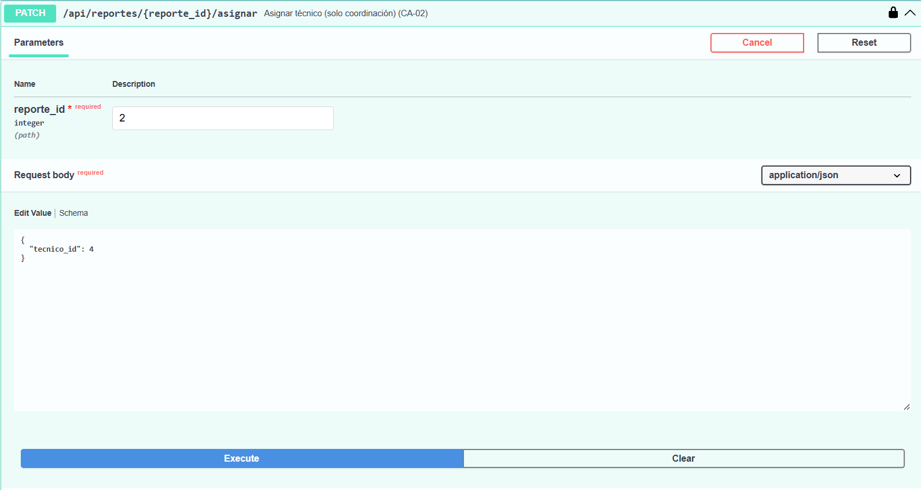 PATCH /api/reportes/{reporte_id}/asignar Asignar técnico (solo coordinación) (CA-02)
Parameters Cancel Reset
Name Description
reporte_id * required 2
integer
(path)
Request body required application/json
Edit Value | Schema
{
  "tecnico_id": 4
}
Execute Clear